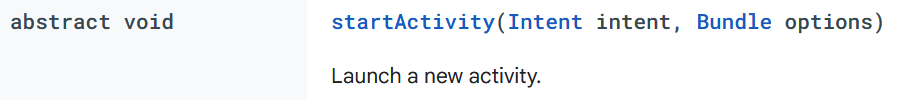 abstract void startActivity(Intent intent, Bundle options)
Launch a new activity.